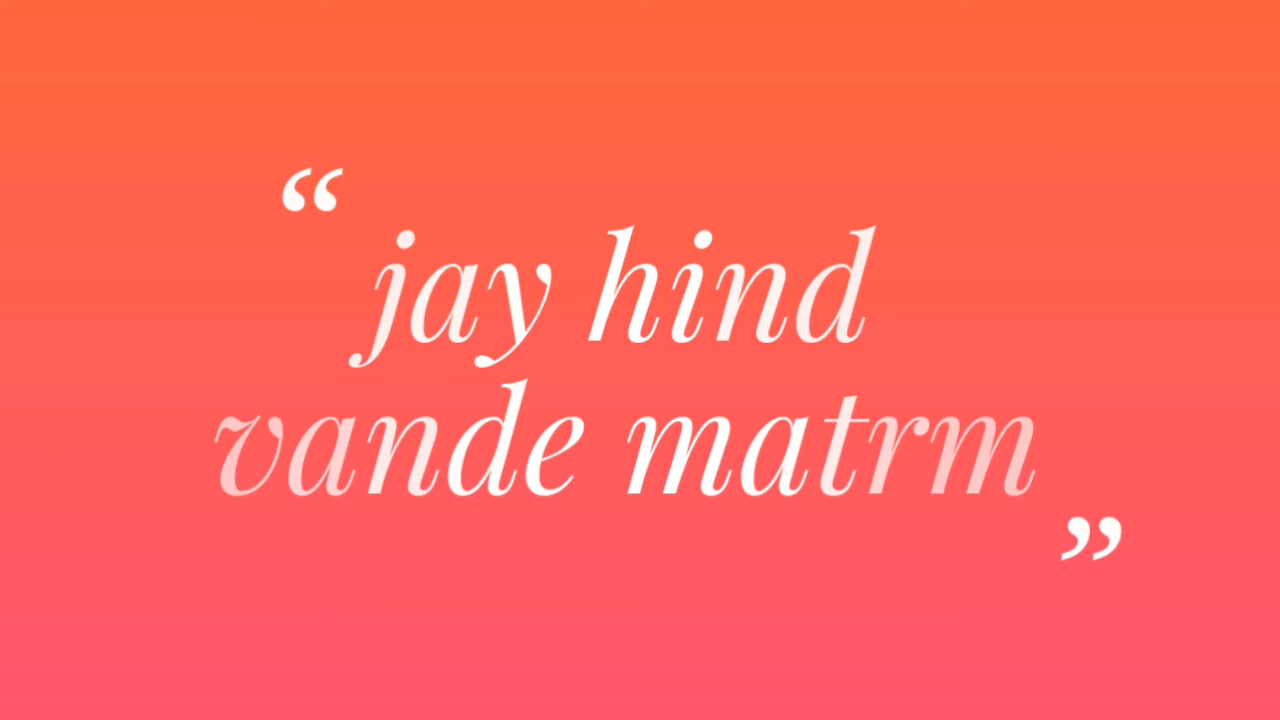 “
jay hind
vande matrm
”